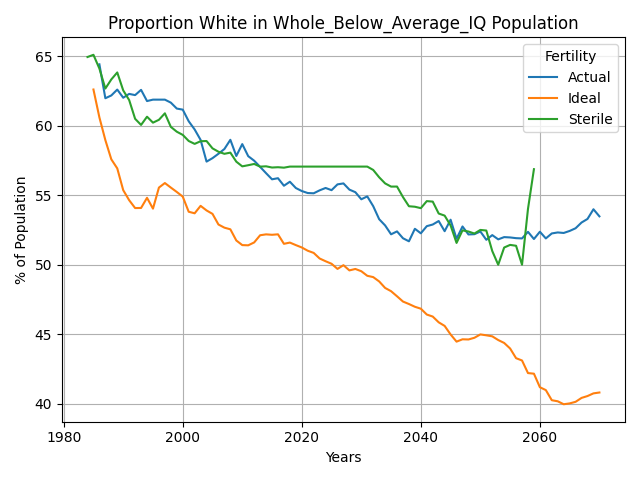 Proportion White in Whole_Below_Average_IQ Population
% of Population
65
60
55
50
45
40
Fertility
Actual
Ideal
Sterile
1980
2000
2020
2040
2060
Years